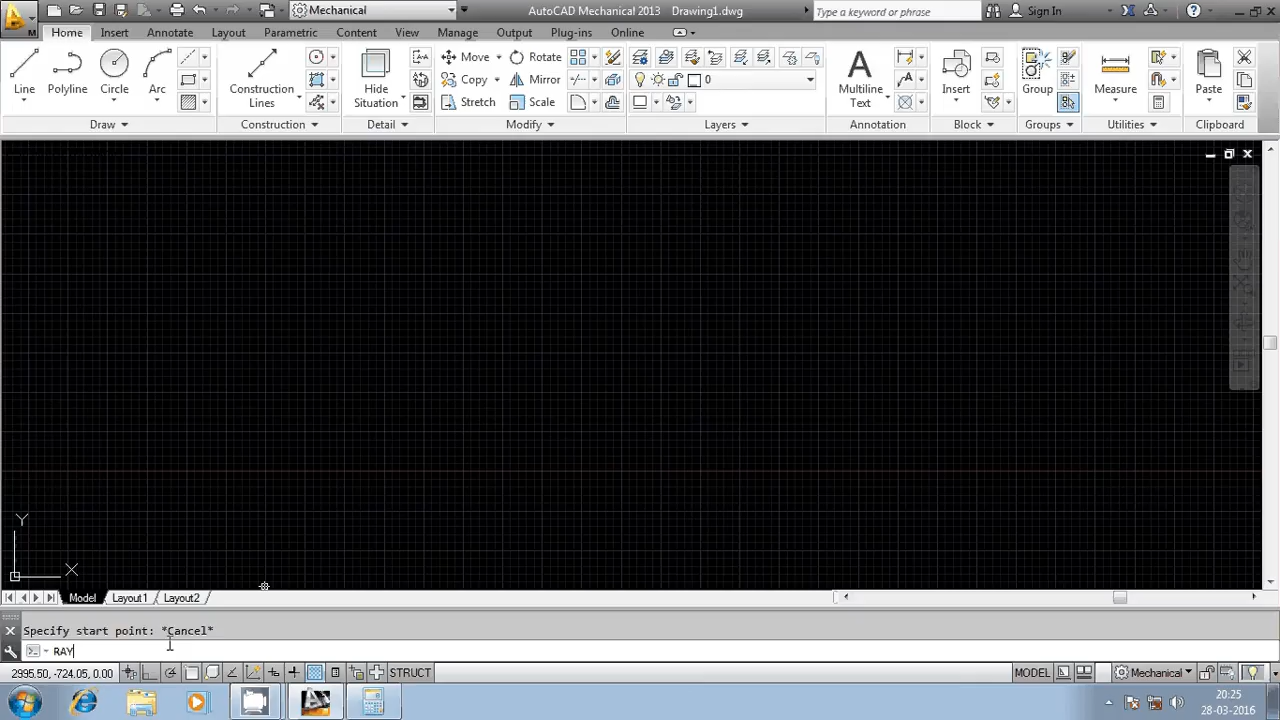 Mechanical
AutoCAD Mechanical 2013 Drawing1.dwg
Type a keyword or phrase
Sign In
M
Home Insert Annotate Layout Parametric Content View Manage Output Plug-ins Online
Line Polyline Circle Arc
Construction
Lines
Hide
Situation
Move Rotate
Copy Mirror
Stretch Scale
0
Multiline
Text
Insert
Group
Measure
Paste
Draw Construction Detail Modify Layers Annotation Block Groups Utilities Clipboard
Y
X
Model Layout1 Layout2
Specify start point: *Cancel*
RAY
2995.50, -724.05, 0.00 STRUCT MODEL Mechanical
20:25
28-03-2016